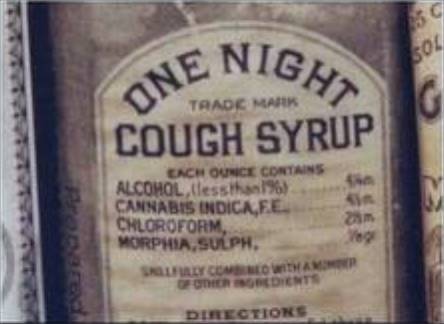 ONE NIGHT
TRADE MARK
COUGH SYRUP
EACH OUNCE CONTAINS
ALCOHOL, (less than 1%)
CANNABIS INDICA, F.E.,
CHLOROFORM,
MORPHIA, SULPH,
SKILLFULLY COMBINED WITH A NUMBER
OF OTHER INGREDIENTS
DIRECTIONS
Prepared